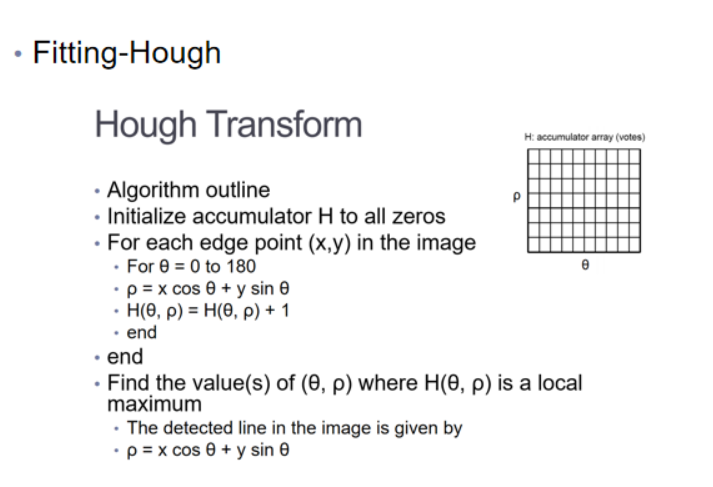 • Fitting-Hough
Hough Transform
H: accumulator array (votes)
ρ
θ
• Algorithm outline
• Initialize accumulator H to all zeros
• For each edge point (x,y) in the image
• For θ = 0 to 180
• ρ = x cos θ + y sin θ
• H(θ, ρ) = H(θ, ρ) + 1
• end
• end
• Find the value(s) of (θ, ρ) where H(θ, ρ) is a local
maximum
• The detected line in the image is given by
• ρ = x cos θ + y sin θ